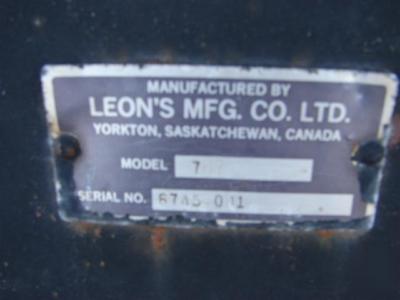 MANUFACTURED BY
LEON'S MFG. CO. LTD.
YORKTON, SASKATCHEWAN, CANADA
MODEL
SERIAL NO.